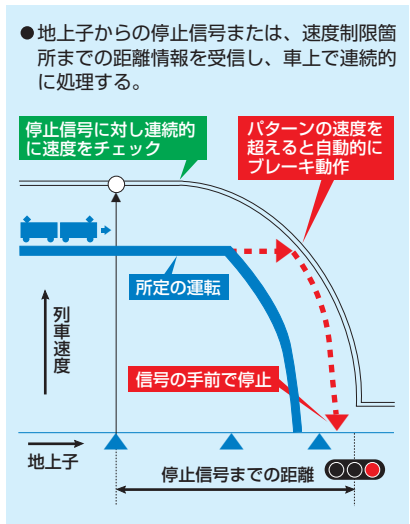 ●地上子からの停止信号または、速度制限箇
所までの距離情報を受信し、車上で連続的
に処理する。
停止信号に対し連続的
に速度をチェック
パターンの速度を
超えると自動的に
ブレーキ動作
所定の運転
列車速度
信号の手前で停止
地上子
停止信号までの距離